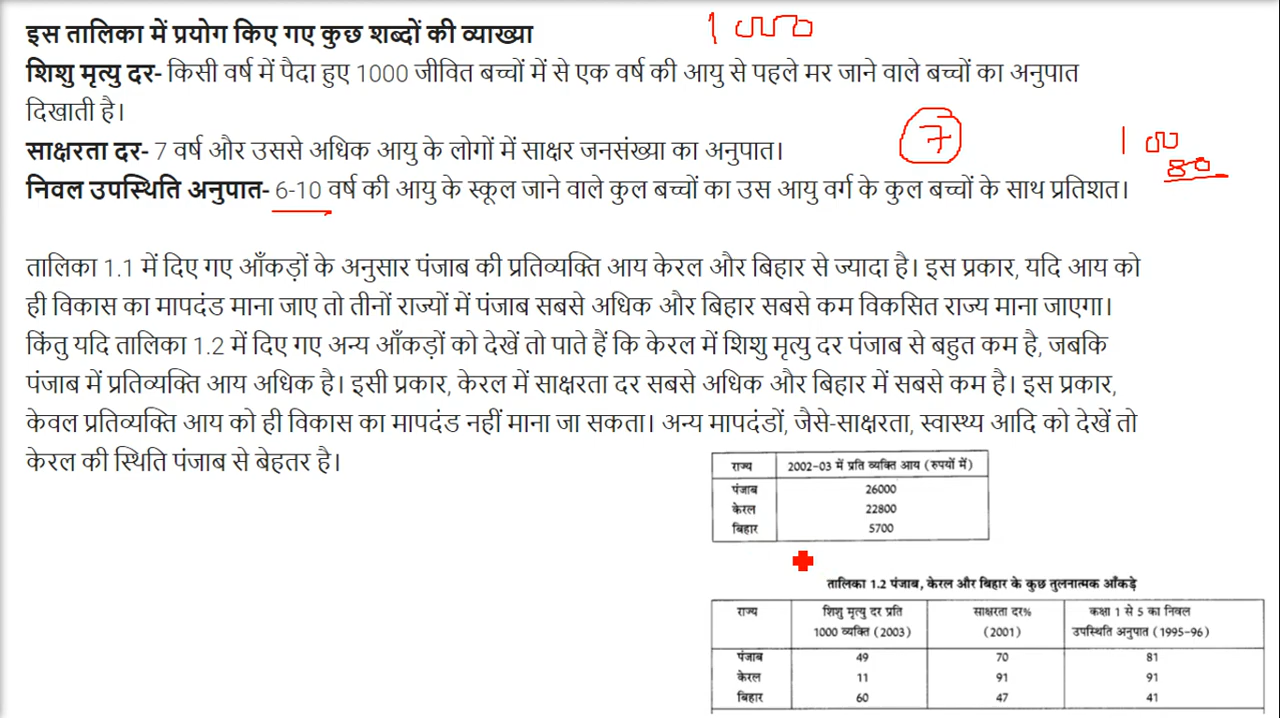 इस तालिका में प्रयोग किए गए कुछ शब्दों की व्याख्या
1000
शिशु मृत्यु दर- किसी वर्ष में पैदा हुए 1000 जीवित बच्चों में से एक वर्ष की आयु से पहले मर जाने वाले बच्चों का अनुपात
दिखाती है।
साक्षरता दर- 7 वर्ष और उससे अधिक आयु के लोगों में साक्षर जनसंख्या का अनुपात।
7
100
80
निवल उपस्थिति अनुपात- 6-10 वर्ष की आयु के स्कूल जाने वाले कुल बच्चों का उस आयु वर्ग के कुल बच्चों के साथ प्रतिशत।
तालिका 1.1 में दिए गए आँकड़ों के अनुसार पंजाब की प्रतिव्यक्ति आय केरल और बिहार से ज्यादा है। इस प्रकार, यदि आय को
ही विकास का मापदंड माना जाए तो तीनों राज्यों में पंजाब सबसे अधिक और बिहार सबसे कम विकसित राज्य माना जाएगा।
किंतु यदि तालिका 1.2 में दिए गए अन्य आँकड़ों को देखें तो पाते हैं कि केरल में शिशु मृत्यु दर पंजाब से बहुत कम है, जबकि
पंजाब में प्रतिव्यक्ति आय अधिक है। इसी प्रकार, केरल में साक्षरता दर सबसे अधिक और बिहार में सबसे कम है। इस प्रकार,
केवल प्रतिव्यक्ति आय को ही विकास का मापदंड नहीं माना जा सकता। अन्य मापदंडों, जैसे-साक्षरता, स्वास्थ्य आदि को देखें तो
केरल की स्थिति पंजाब से बेहतर है।
राज्य 2002-03 में प्रति व्यक्ति आय (रुपयों में)
पंजाब 26000
केरल 22800
बिहार 5700
तालिका 1.2 पंजाब, केरल और बिहार के कुछ तुलनात्मक आँकड़े
राज्य शिशु मृत्यु दर प्रति साक्षरता दर% कक्षा 1 से 5 का निवल
1000 व्यक्ति (2003) (2001) उपस्थिति अनुपात (1995-96)
पंजाब 49 70 81
केरल 11 91 91
बिहार 60 47 41